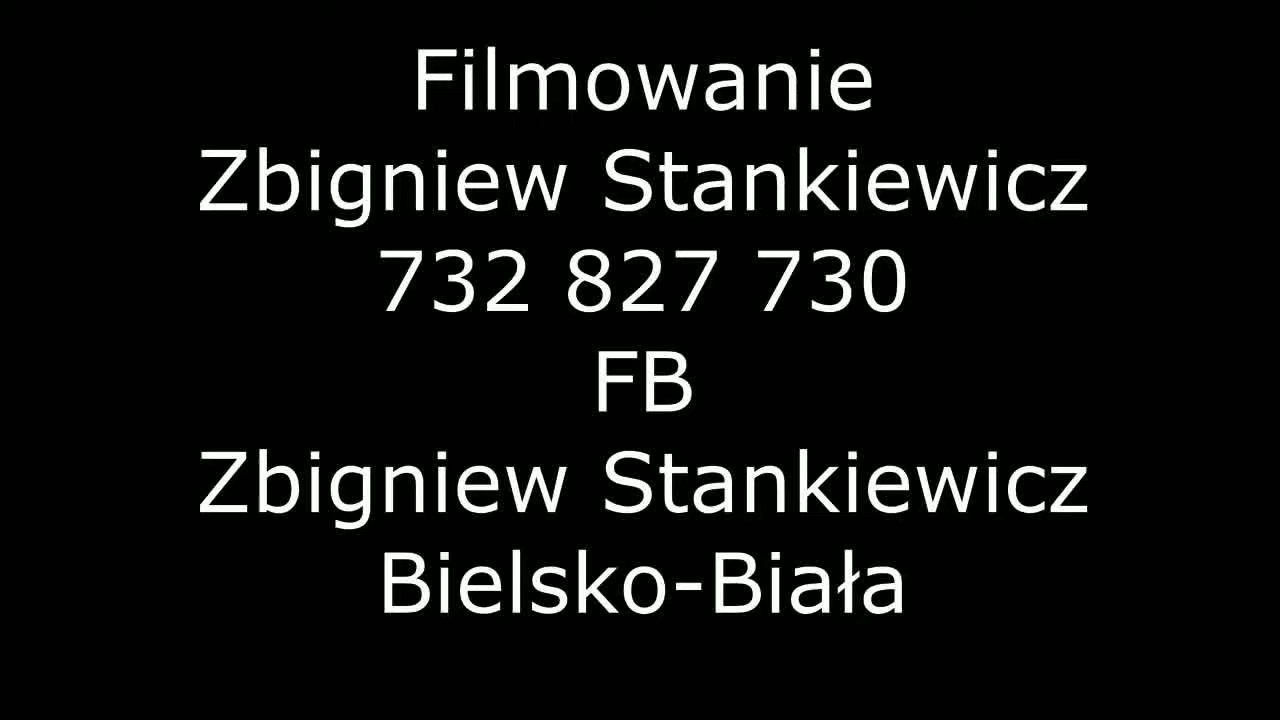 Filmowanie
Zbigniew Stankiewicz
732 827 730
FB
Zbigniew Stankiewicz
Bielsko-Biała